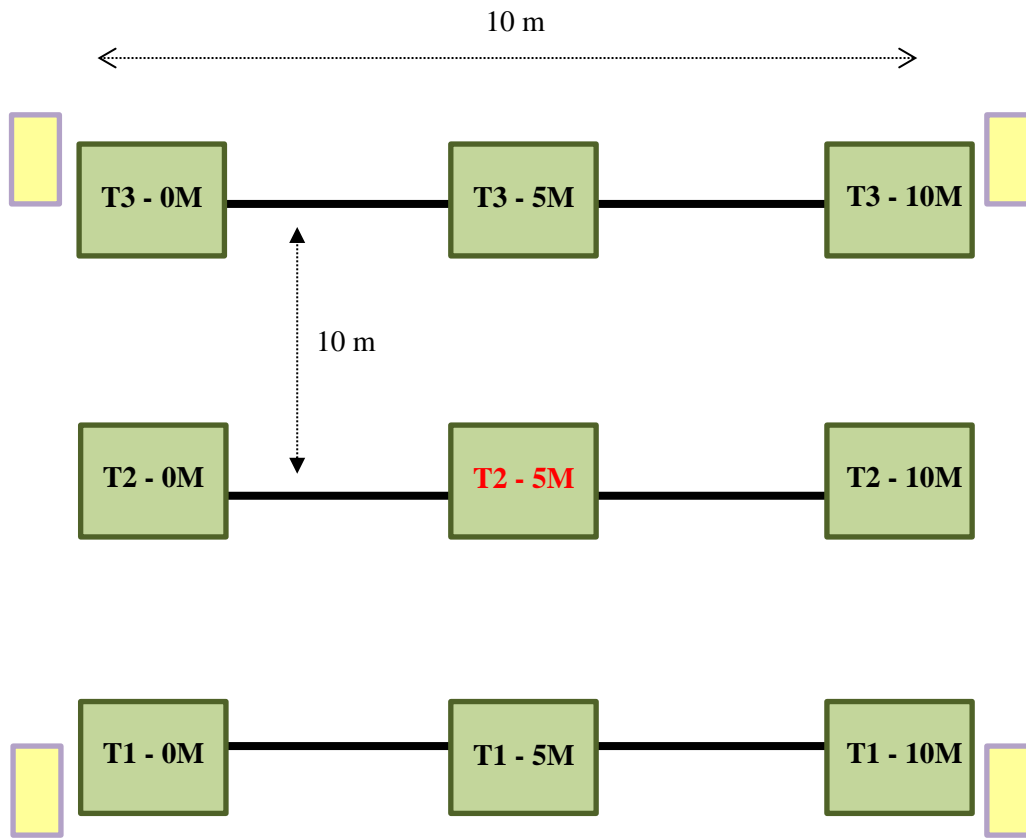 10 m
T3 - 0M
T3 - 5M
T3 - 10M
10 m
T2 - 0M
T2 - 5M
T2 - 10M
T1 - 0M
T1 - 5M
T1 - 10M